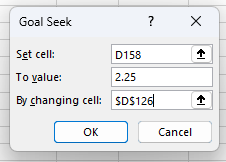 Goal Seek ? ×
Set cell: D158
To value: 2.25
By changing cell: $D$126
OK Cancel